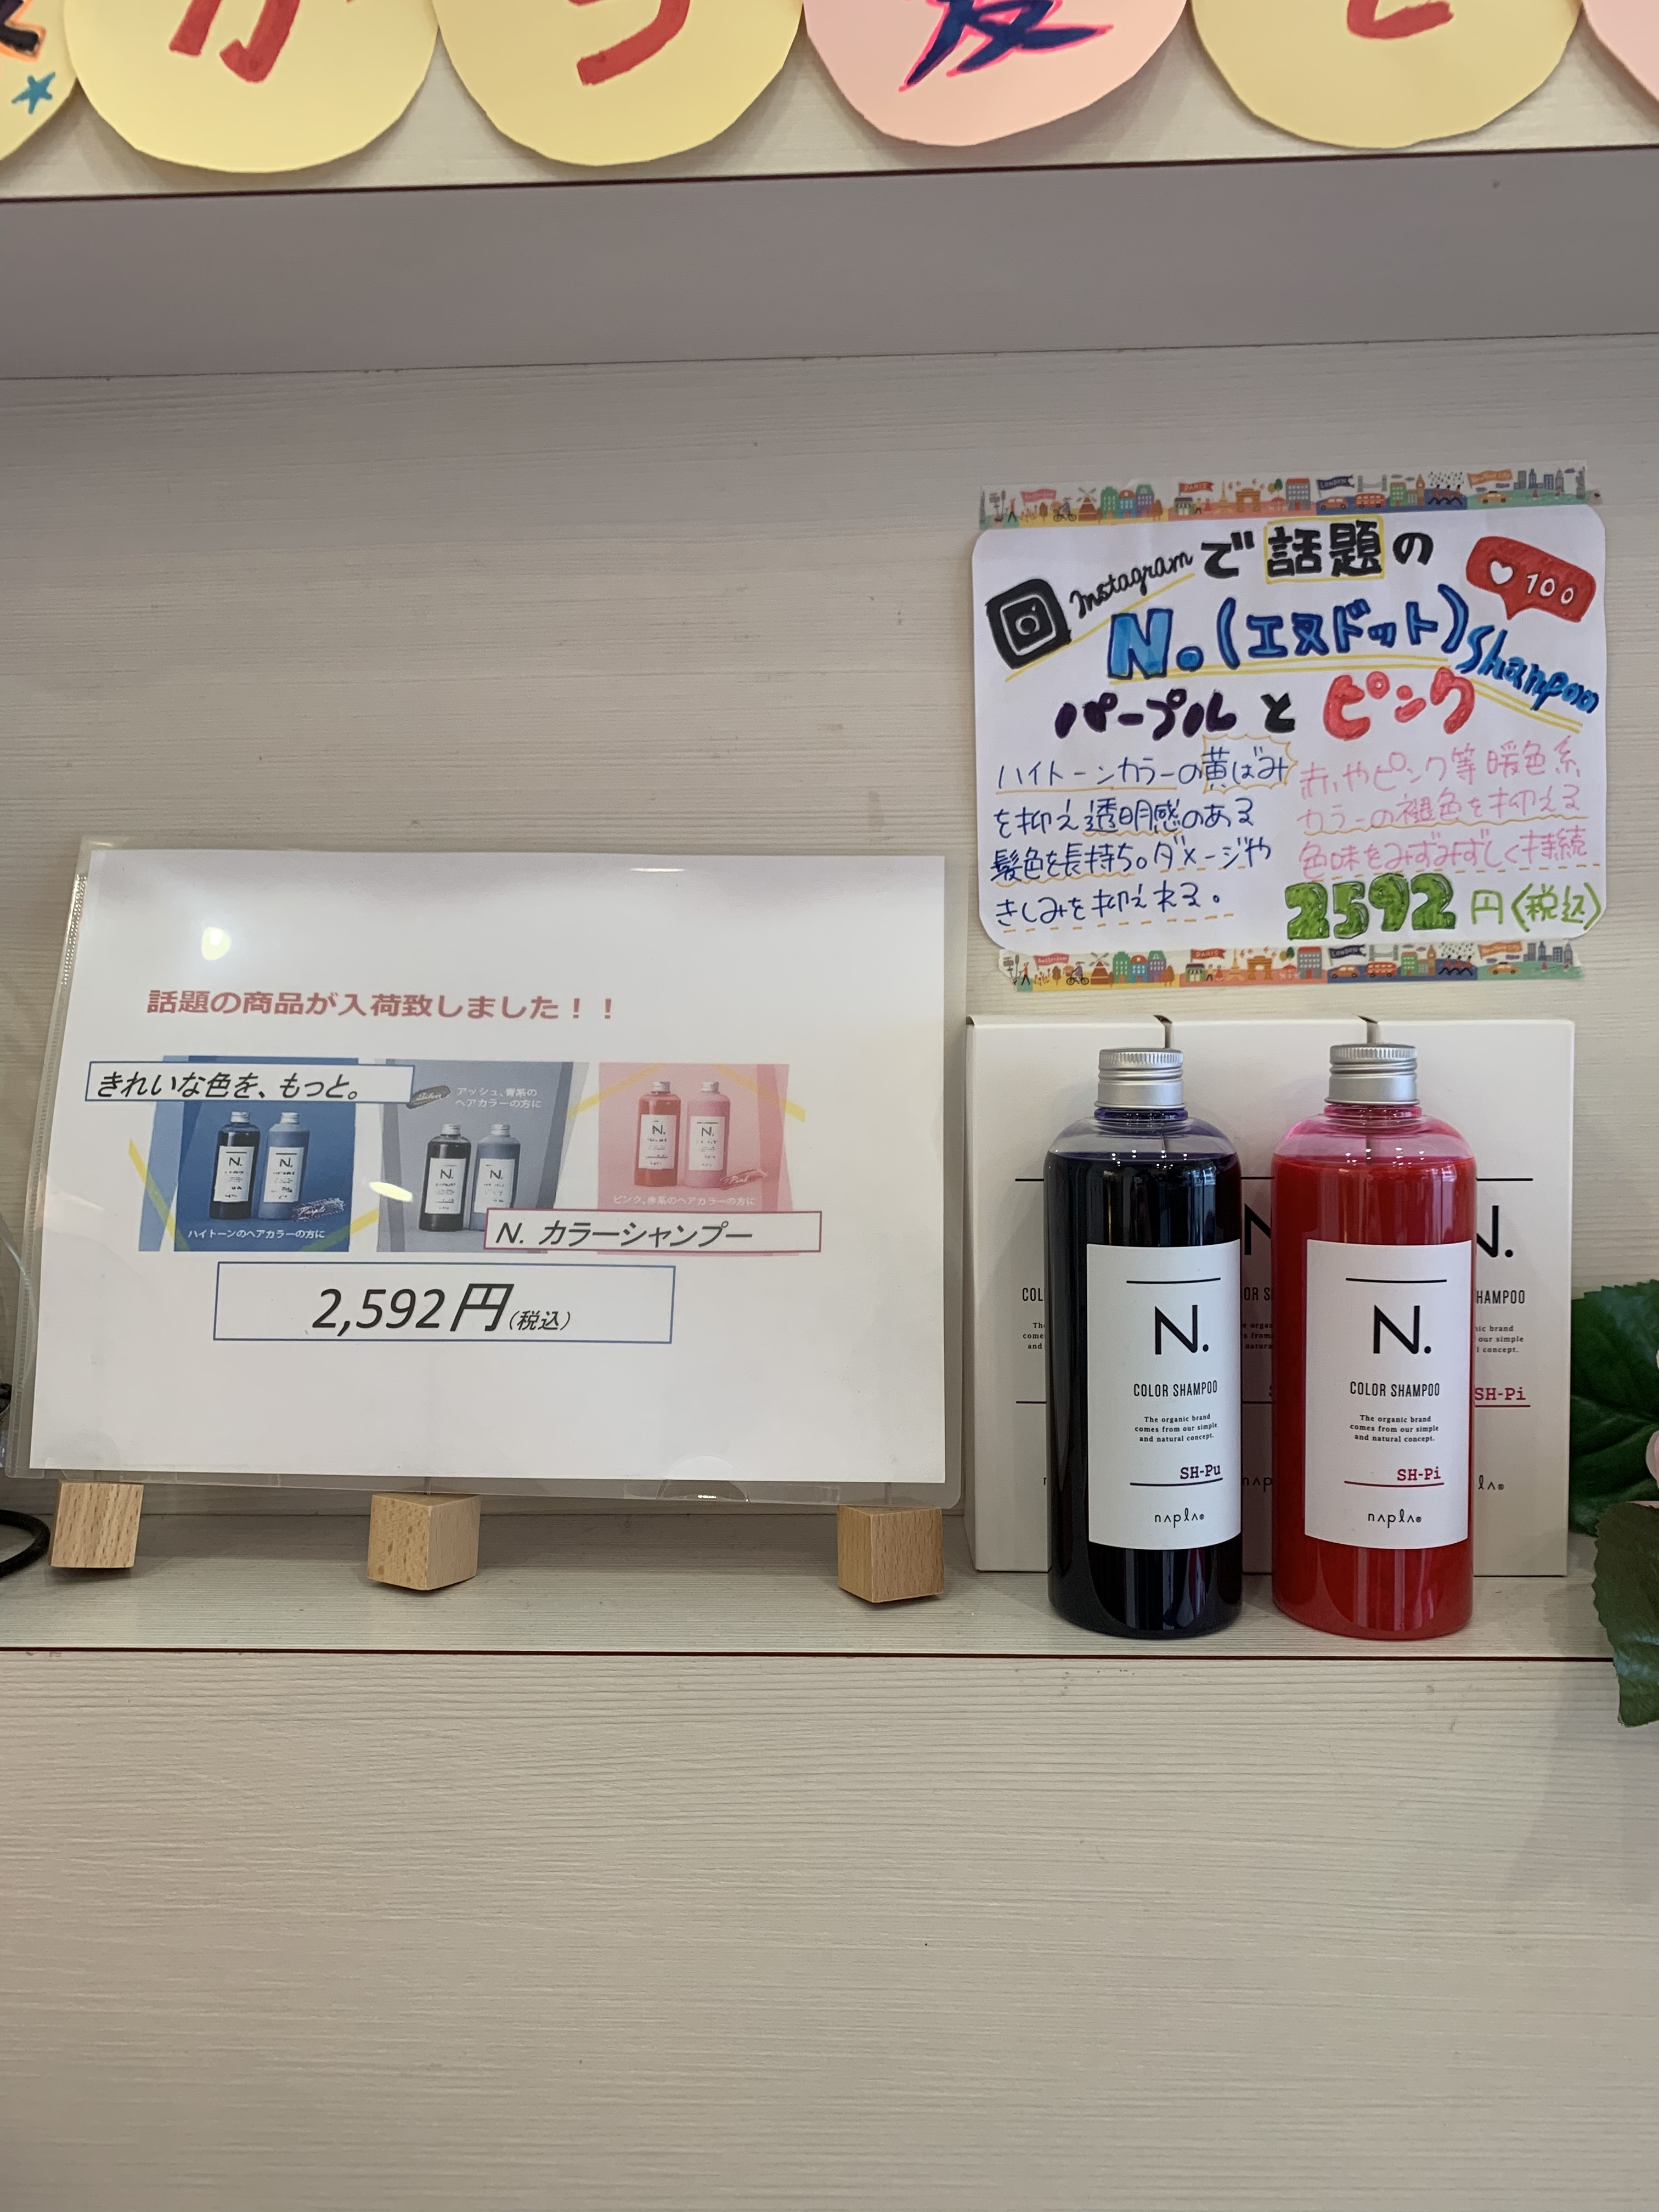 Instagramで話題の
100
N.(エヌドット)Shampoo
パープルとピンク
ハイトーンカラーの黄ばみ
を抑え透明感のある
髪色を長持ち。ダメージや
きしみを抑えれる。
赤やピンク等暖色系
カラーの褪色を抑える
色味をみずみずしく持続
2592円(税込)
話題の商品が入荷致しました！！
きれいな色を、もっと。
アッシュ、青系の
ヘアカラーの方に
ハイトーンのヘアカラーの方に
Purple
ピンク、赤系のヘアカラーの方に
Pink
N. カラーシャンプー
2,592円(税込)
N.
COLOR SHAMPOO
The organic brand
comes from our simple
and natural concept.
SH-Pu
napla®
N.
COLOR SHAMPOO
The organic brand
comes from our simple
and natural concept.
SH-Pi
napla®
N.
HAMPOO
SH-Pi